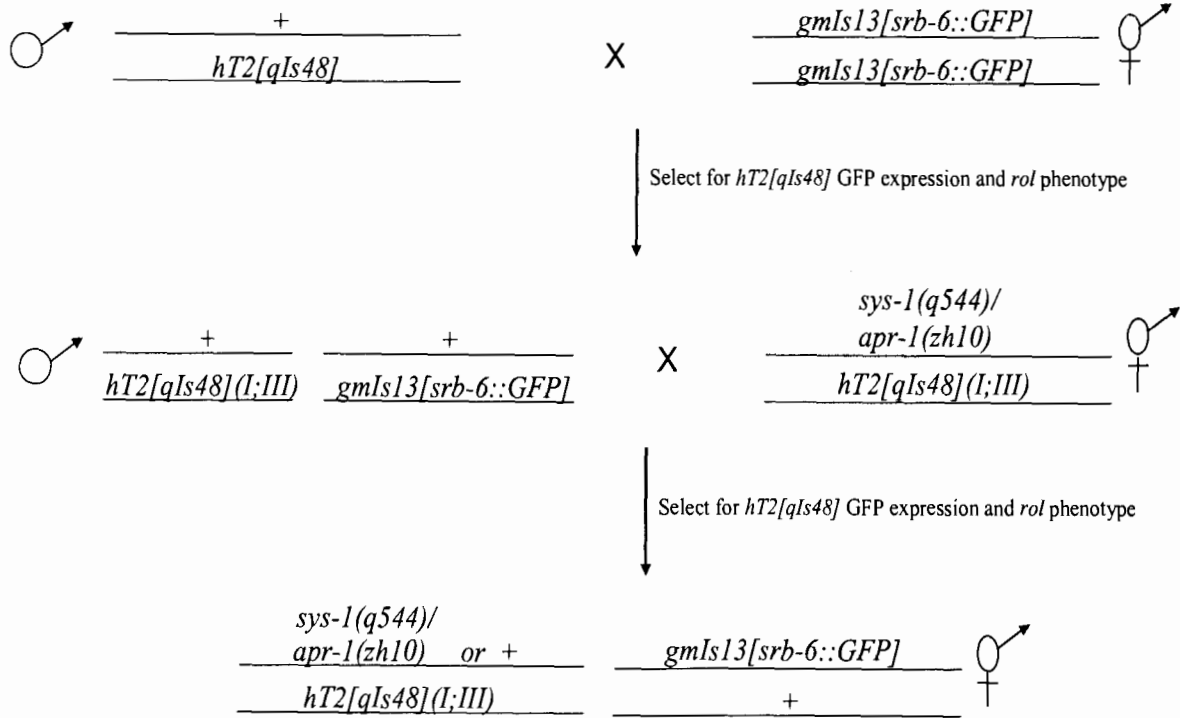 +
hT2[qIs48]
X
gmIs13[srb-6::GFP]
gmIs13[srb-6::GFP]
Select for hT2[qIs48] GFP expression and rol phenotype
+
hT2[qIs48](I;III)
+
gmIs13[srb-6::GFP]
X
sys-1(q544)/
apr-1(zh10)
hT2[qIs48](I;III)
Select for hT2[qIs48] GFP expression and rol phenotype
sys-1(q544)/
apr-1(zh10) or +
hT2[qIs48](I;III)
gmIs13[srb-6::GFP]
+